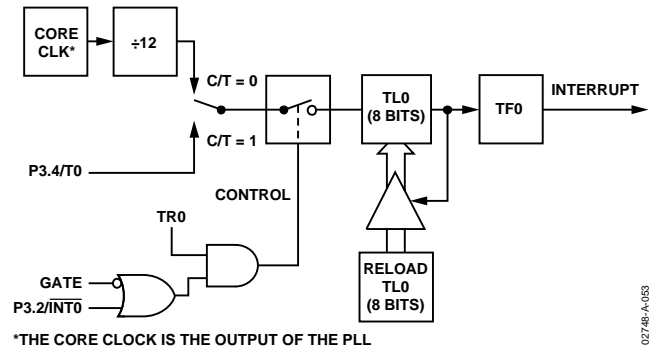 CORE
CLK*
÷12
C/T = 0
C/T = 1
P3.4/T0
TL0
(8 BITS)
TF0
INTERRUPT
CONTROL
TR0
GATE
P3.2/INT0
RELOAD
TL0
(8 BITS)
*THE CORE CLOCK IS THE OUTPUT OF THE PLL
02748-A-053